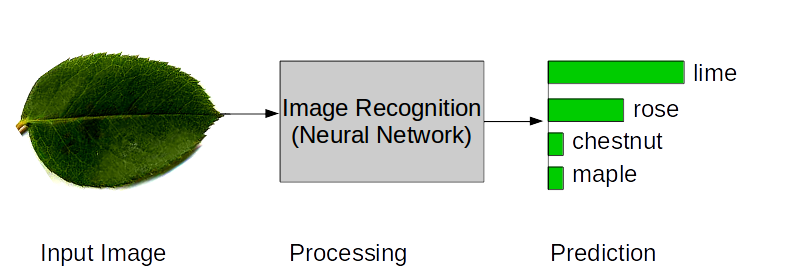 Image Recognition
(Neural Network)
lime
rose
chestnut
maple
Input Image
Processing
Prediction